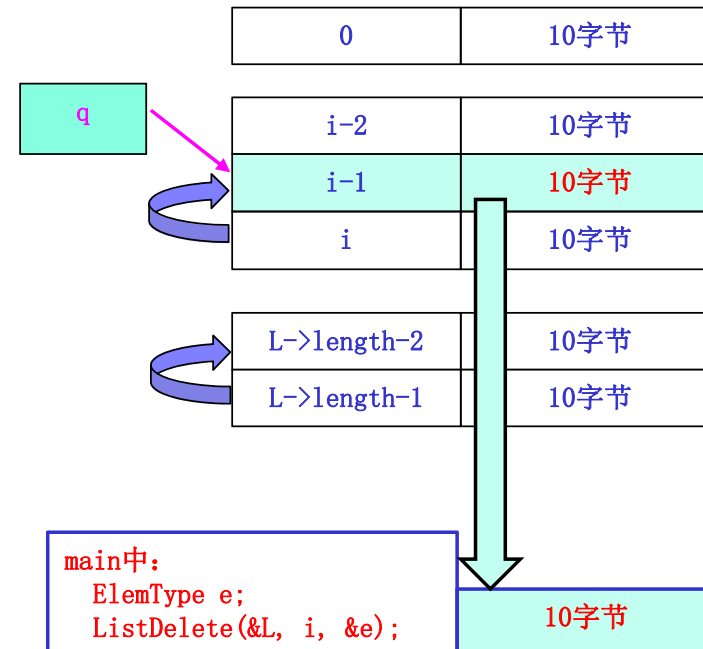 0 10字节
q
i-2 10字节
i-1 10字节
i 10字节
L->length-2 10字节
L->length-1 10字节
main中:
ElemType e;
ListDelete(&L, i, &e);
10字节